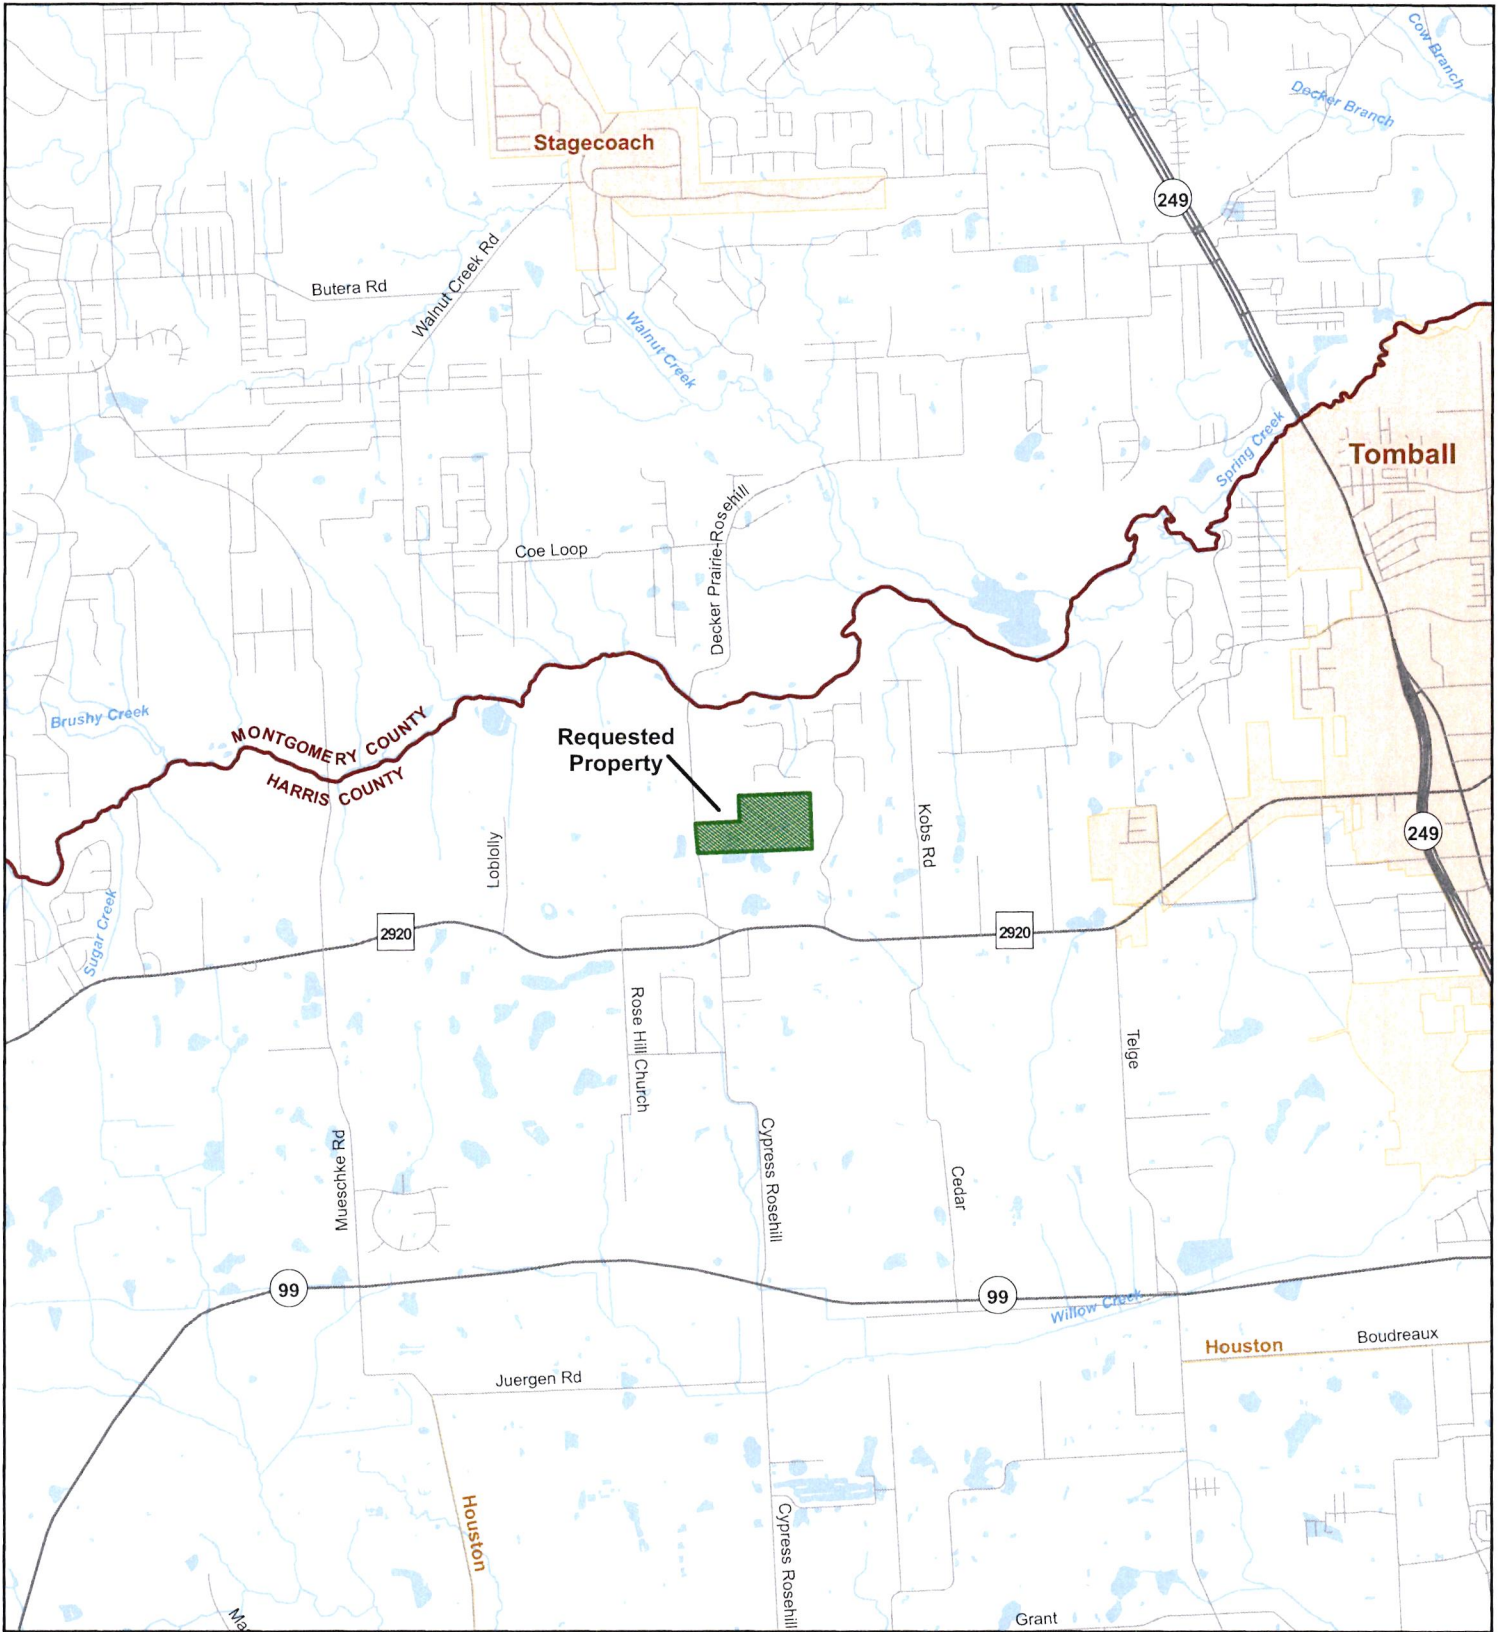 Cow Branch
Decker Branch
Stagecoach
249
Butera Rd
Walnut Creek Rd
Walnut Creek
Spring Creek
Tomball
Decker Prairie-Rosehill
Coe Loop
Brushy Creek
MONTGOMERY COUNTY
HARRIS COUNTY
Requested
Property
Loblolly
Kobs Rd
249
Sugar Creek
2920
2920
Rose Hill Church
Telge
Mueschke Rd
Cypress Rosehill
Cedar
99
99
Willow Creek
Houston
Boudreaux
Juergen Rd
Houston
Cypress Rosehill
Grant